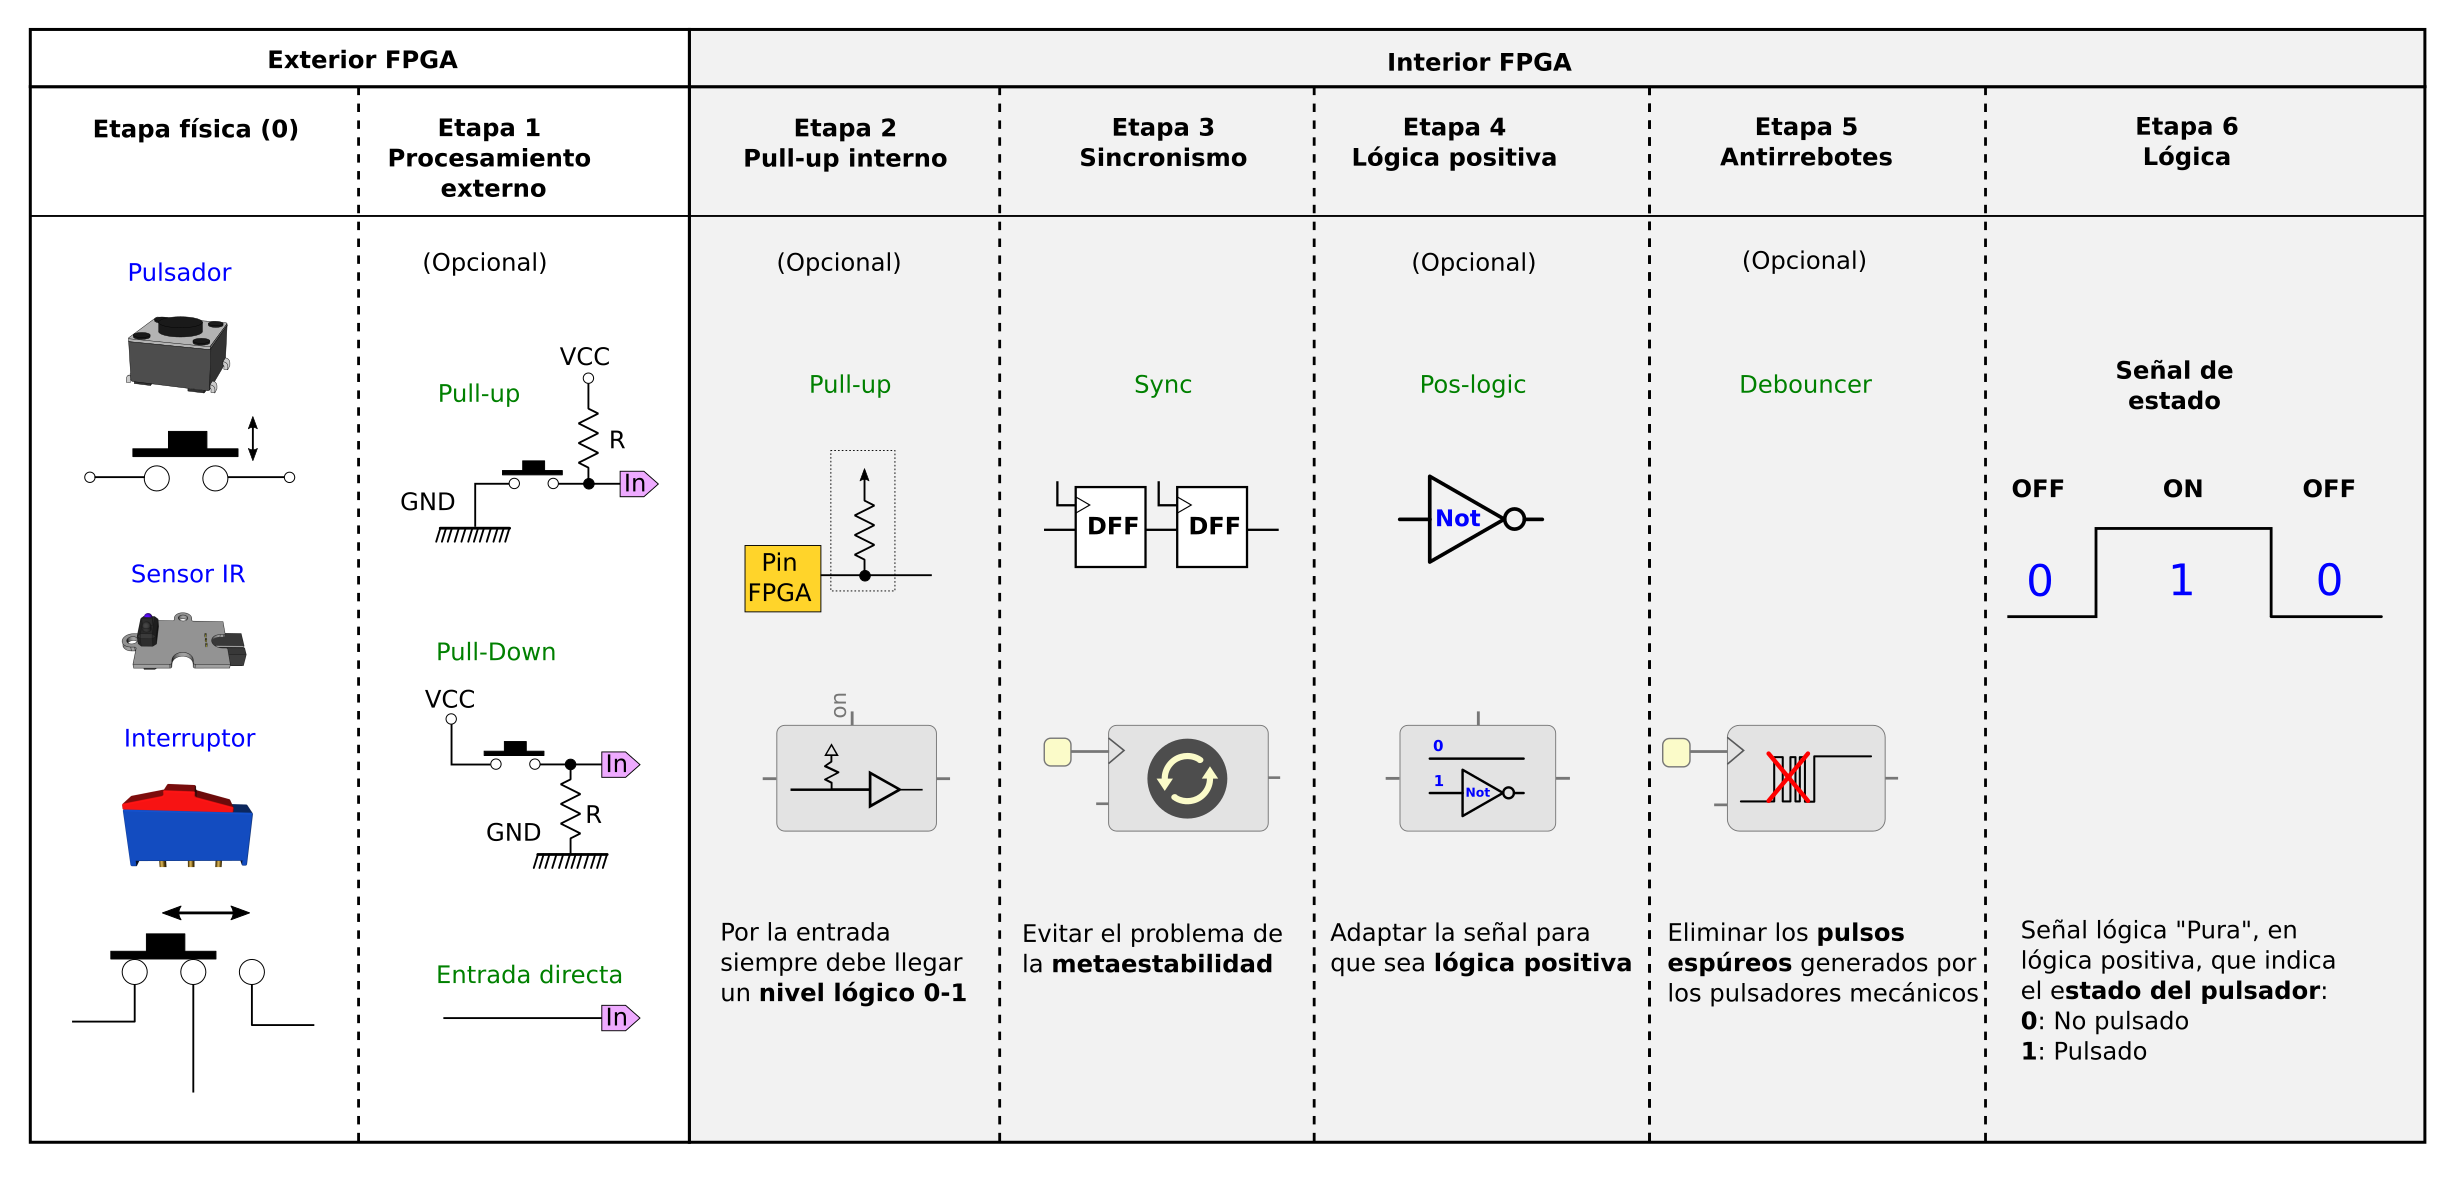 Exterior FPGA
Interior FPGA
Etapa física (0)
Etapa 1
Procesamiento
externo
Etapa 2
Pull-up interno
Etapa 3
Sincronismo
Etapa 4
Lógica positiva
Etapa 5
Antirrebotes
Etapa 6
Lógica
Pulsador
Sensor IR
Interruptor
(Opcional)
Pull-up
VCC
R
In
GND
Pull-Down
VCC
In
R
GND
Entrada directa
In
(Opcional)
Pull-up
Pin
FPGA
on
Por la entrada
siempre debe llegar
un nivel lógico 0-1
Sync
DFF
DFF
Evitar el problema de
la metaestabilidad
(Opcional)
Pos-logic
Not
0
1
Not
Adaptar la señal para
que sea lógica positiva
(Opcional)
Debouncer
Eliminar los pulsos
espúreos generados por
los pulsadores mecánicos
Señal de
estado
OFF
ON
OFF
0
1
0
Señal lógica "Pura", en
lógica positiva, que indica
el estado del pulsador:
0: No pulsado
1: Pulsado